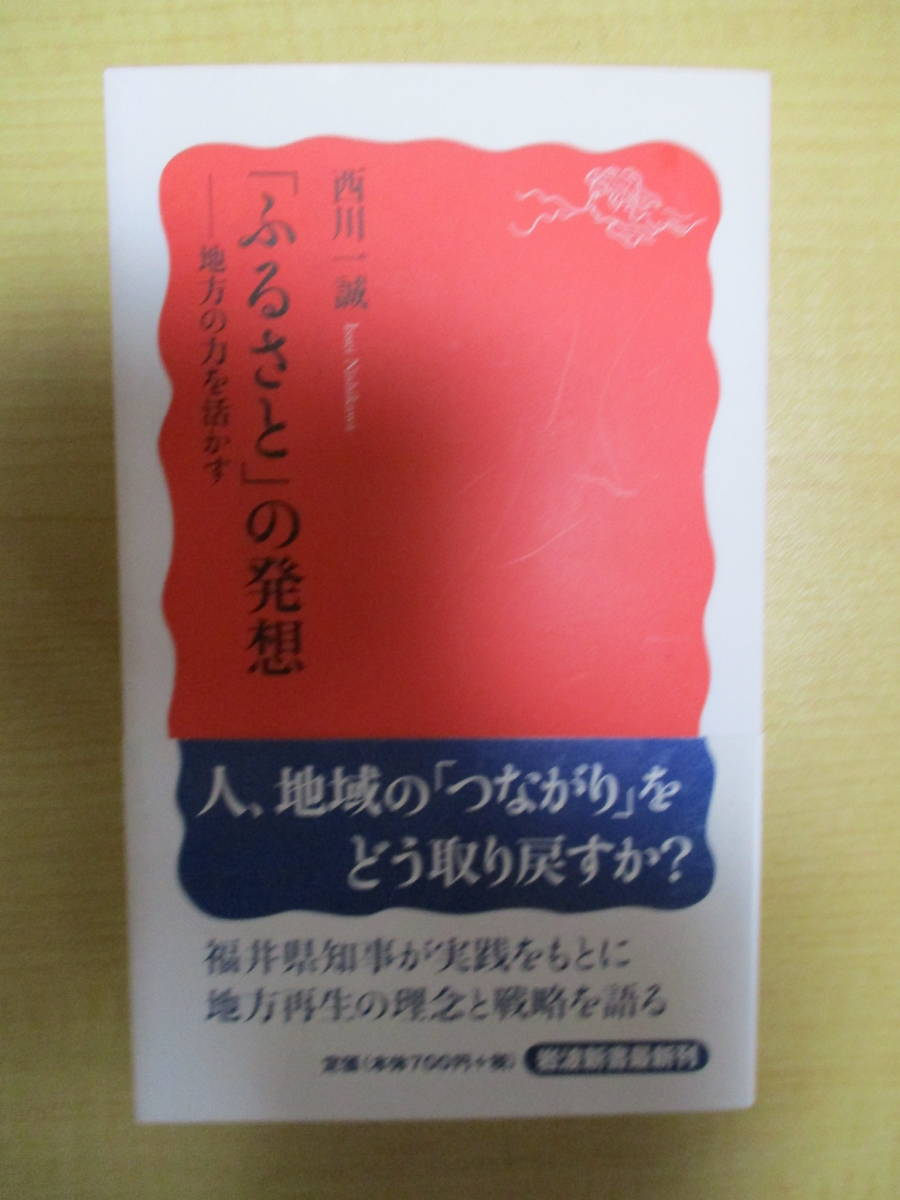 西川一誠 Issei Nishikawa
「ふるさと」の発想
――地方の力を活かす
人、地域の「つながり」を
どう取り戻すか?
福井県知事が実践をもとに
地方再生の理念と戦略を語る
定価(本体700円+税)
岩波新書最新刊